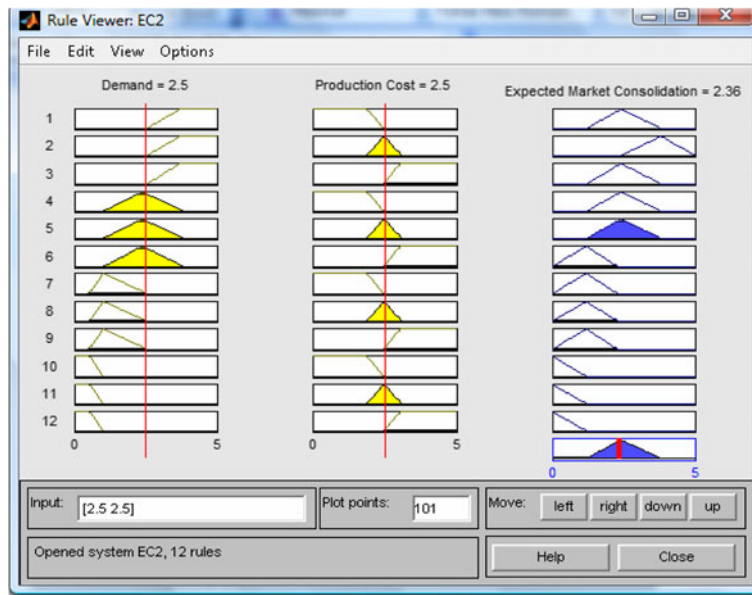 Rule Viewer: EC2
File Edit View Options
Demand = 2.5
Production Cost = 2.5
Expected Market Consolidation = 2.36
1
2
3
4
5
6
7
8
9
10
11
12
0 5
0 5
0 5
Input: [2.5 2.5] Plot points: 101 Move: left right down up
Opened system EC2, 12 rules Help Close